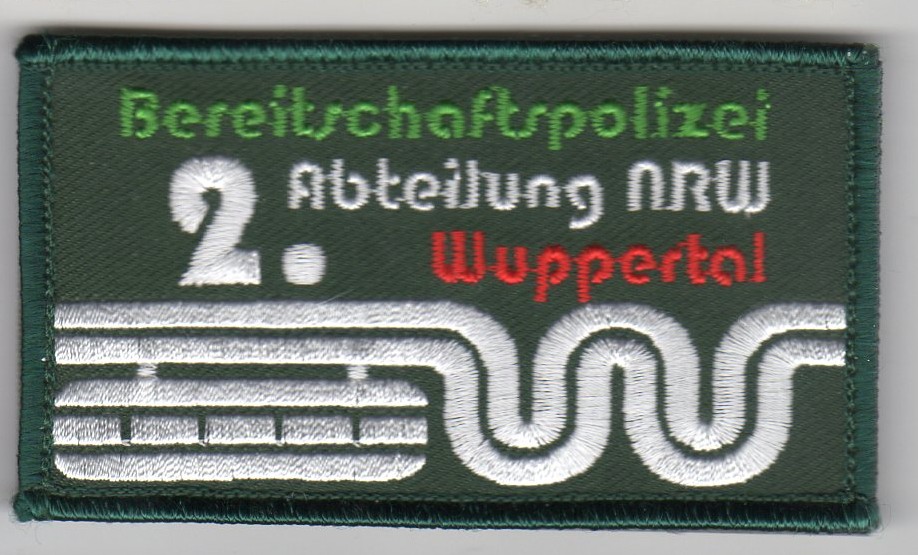 Bereitschaftspolizei
2. Abteilung NRW
Wuppertal